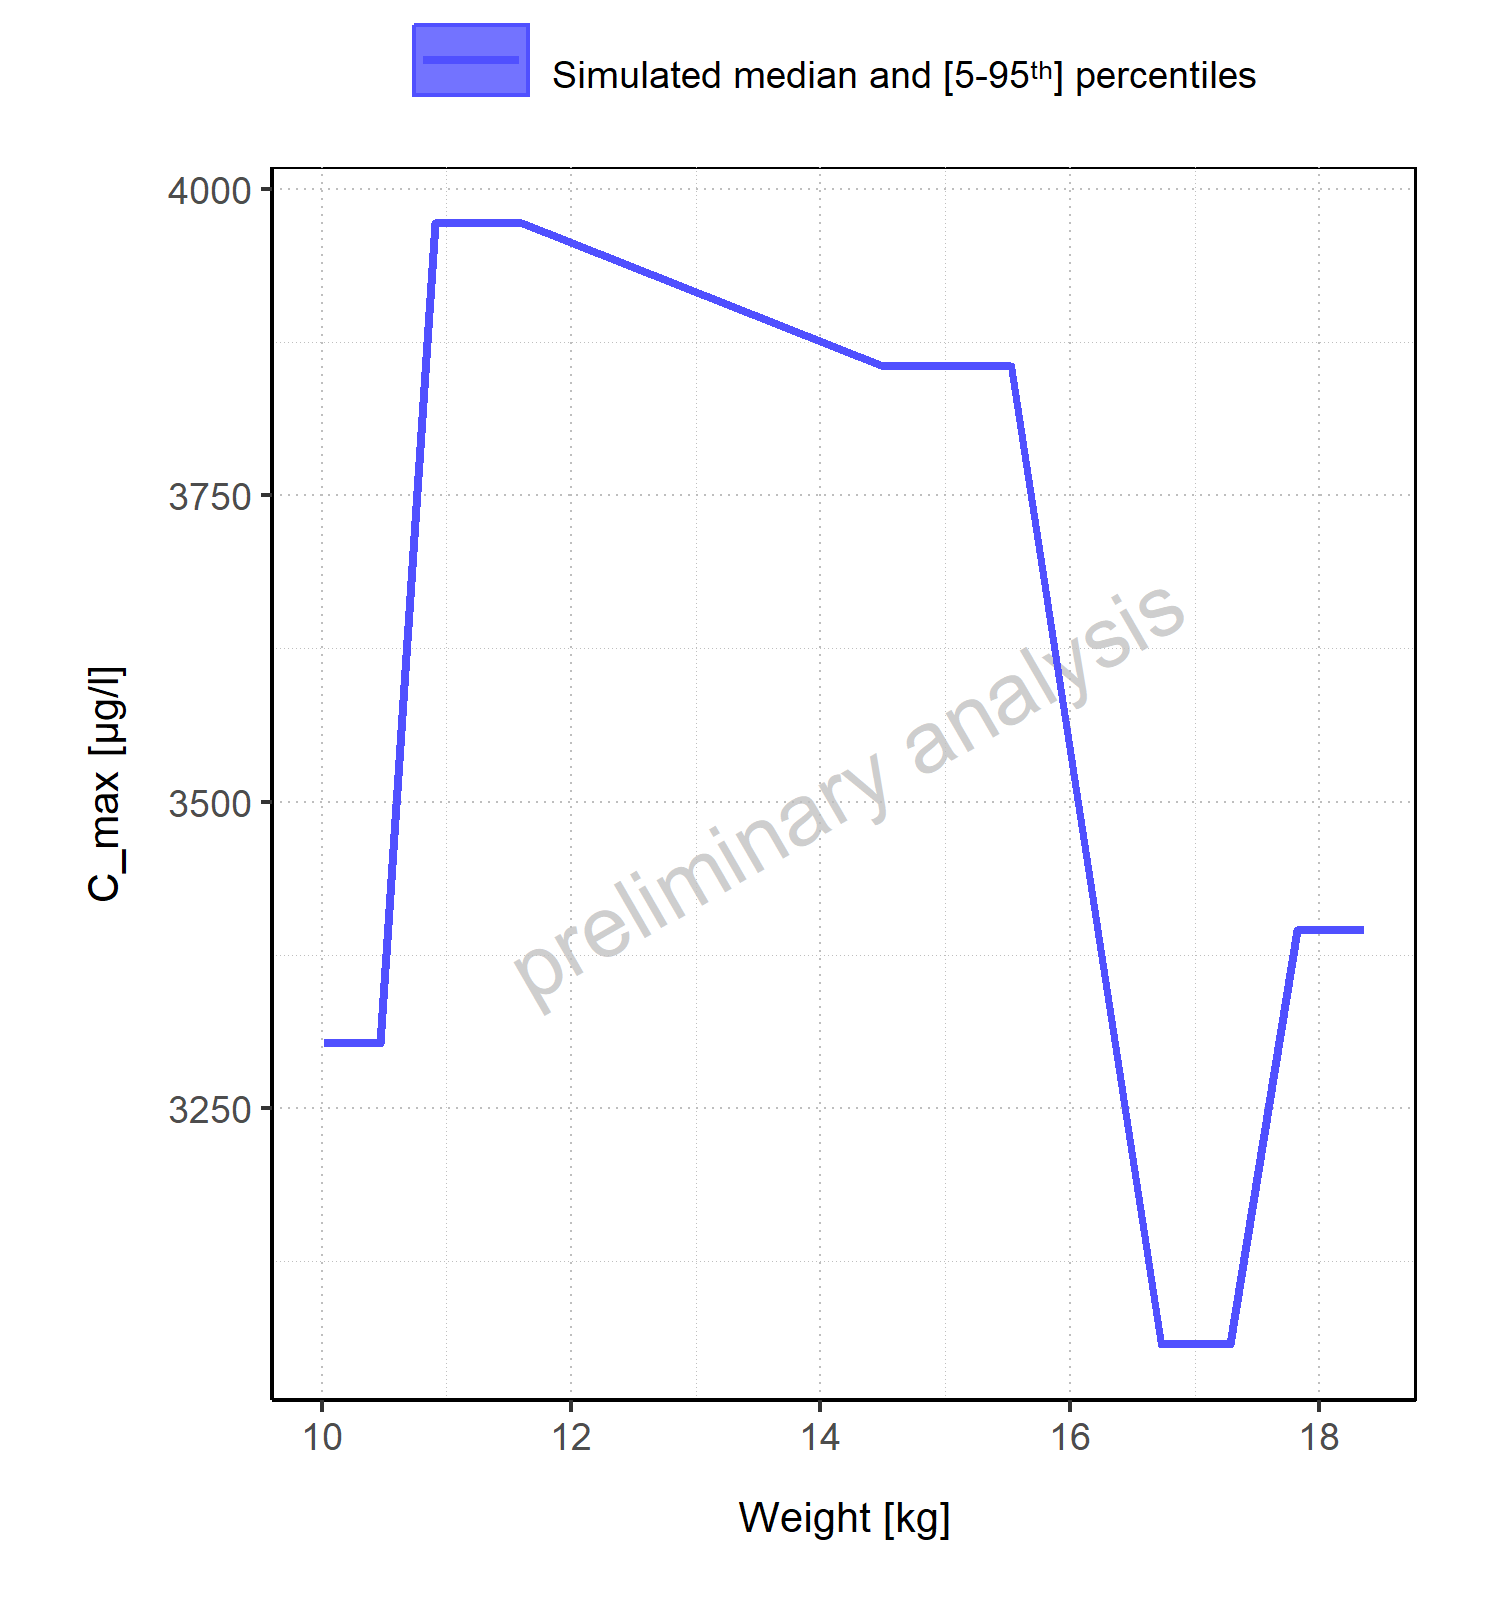 Simulated median and [5-95ᵗʰ] percentiles
4000
3750
3500
3250
C_max [µg/l]
preliminary analysis
10 12 14 16 18
Weight [kg]